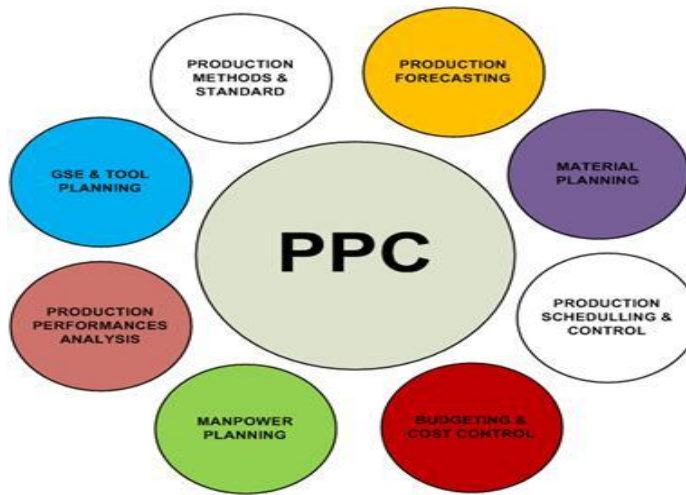 PRODUCTION
METHODS &
STANDARD
PRODUCTION
FORECASTING
GSE & TOOL
PLANNING
MATERIAL
PLANNING
PPC
PRODUCTION
PERFORMANCES
ANALYSIS
PRODUCTION
SCHEDULLING &
CONTROL
MANPOWER
PLANNING
BUDGETING &
COST CONTROL